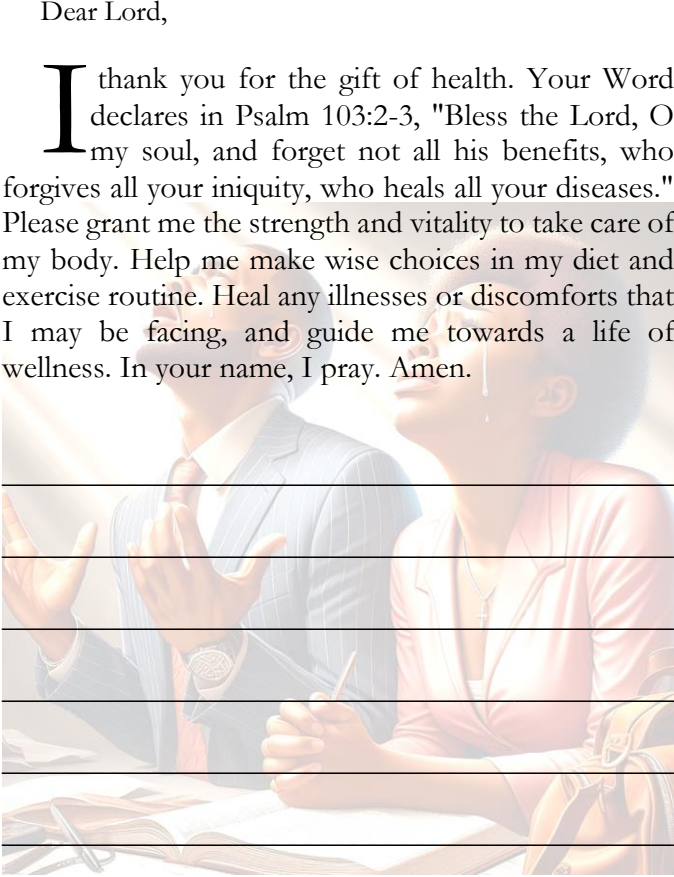 Dear Lord,
I thank you for the gift of health. Your Word
declares in Psalm 103:2-3, "Bless the Lord, O
my soul, and forget not all his benefits, who
forgives all your iniquity, who heals all your diseases."
Please grant me the strength and vitality to take care of
my body. Help me make wise choices in my diet and
exercise routine. Heal any illnesses or discomforts that
I may be facing, and guide me towards a life of
wellness. In your name, I pray. Amen.